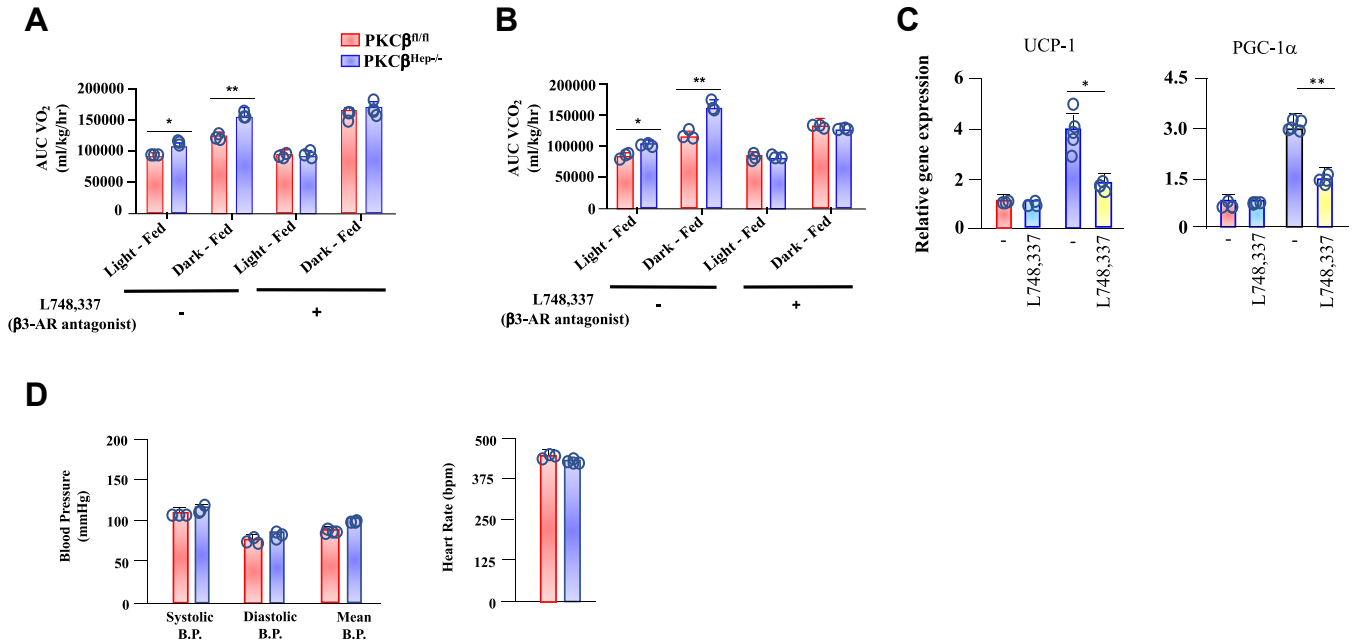 A
PKCβfl/fl
PKCβHep-/-
AUC VO2
(ml/kg/hr)
200000
150000
100000
50000
0
*
**
Light - Fed
Dark - Fed
Light - Fed
Dark - Fed
L748,337
(β3-AR antagonist)
-
+
B
AUC VCO2
(ml/kg/hr)
200000
150000
100000
50000
0
*
**
Light - Fed
Dark - Fed
Light - Fed
Dark - Fed
L748,337
(β3-AR antagonist)
-
+
C
Relative gene expression
UCP-1
6
4
2
0
*
-
L748,337
-
L748,337
PGC-1α
4.5
3.0
1.5
0
**
-
L748,337
-
L748,337
D
Blood Pressure
(mmHg)
200
150
100
50
0
Systolic
B.P.
Diastolic
B.P.
Mean
B.P.
Heart Rate (bpm)
500
375
250
125
0